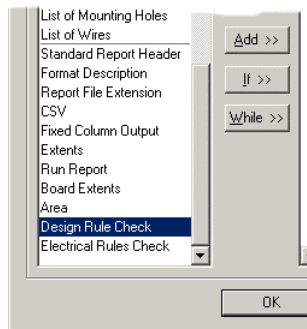 List of Mounting Holes
List of Wires
Standard Report Header
Format Description
Report File Extension
CSV
Fixed Column Output
Extents
Run Report
Board Extents
Area
Design Rule Check
Electrical Rules Check
Add >>
If >>
While >>
OK